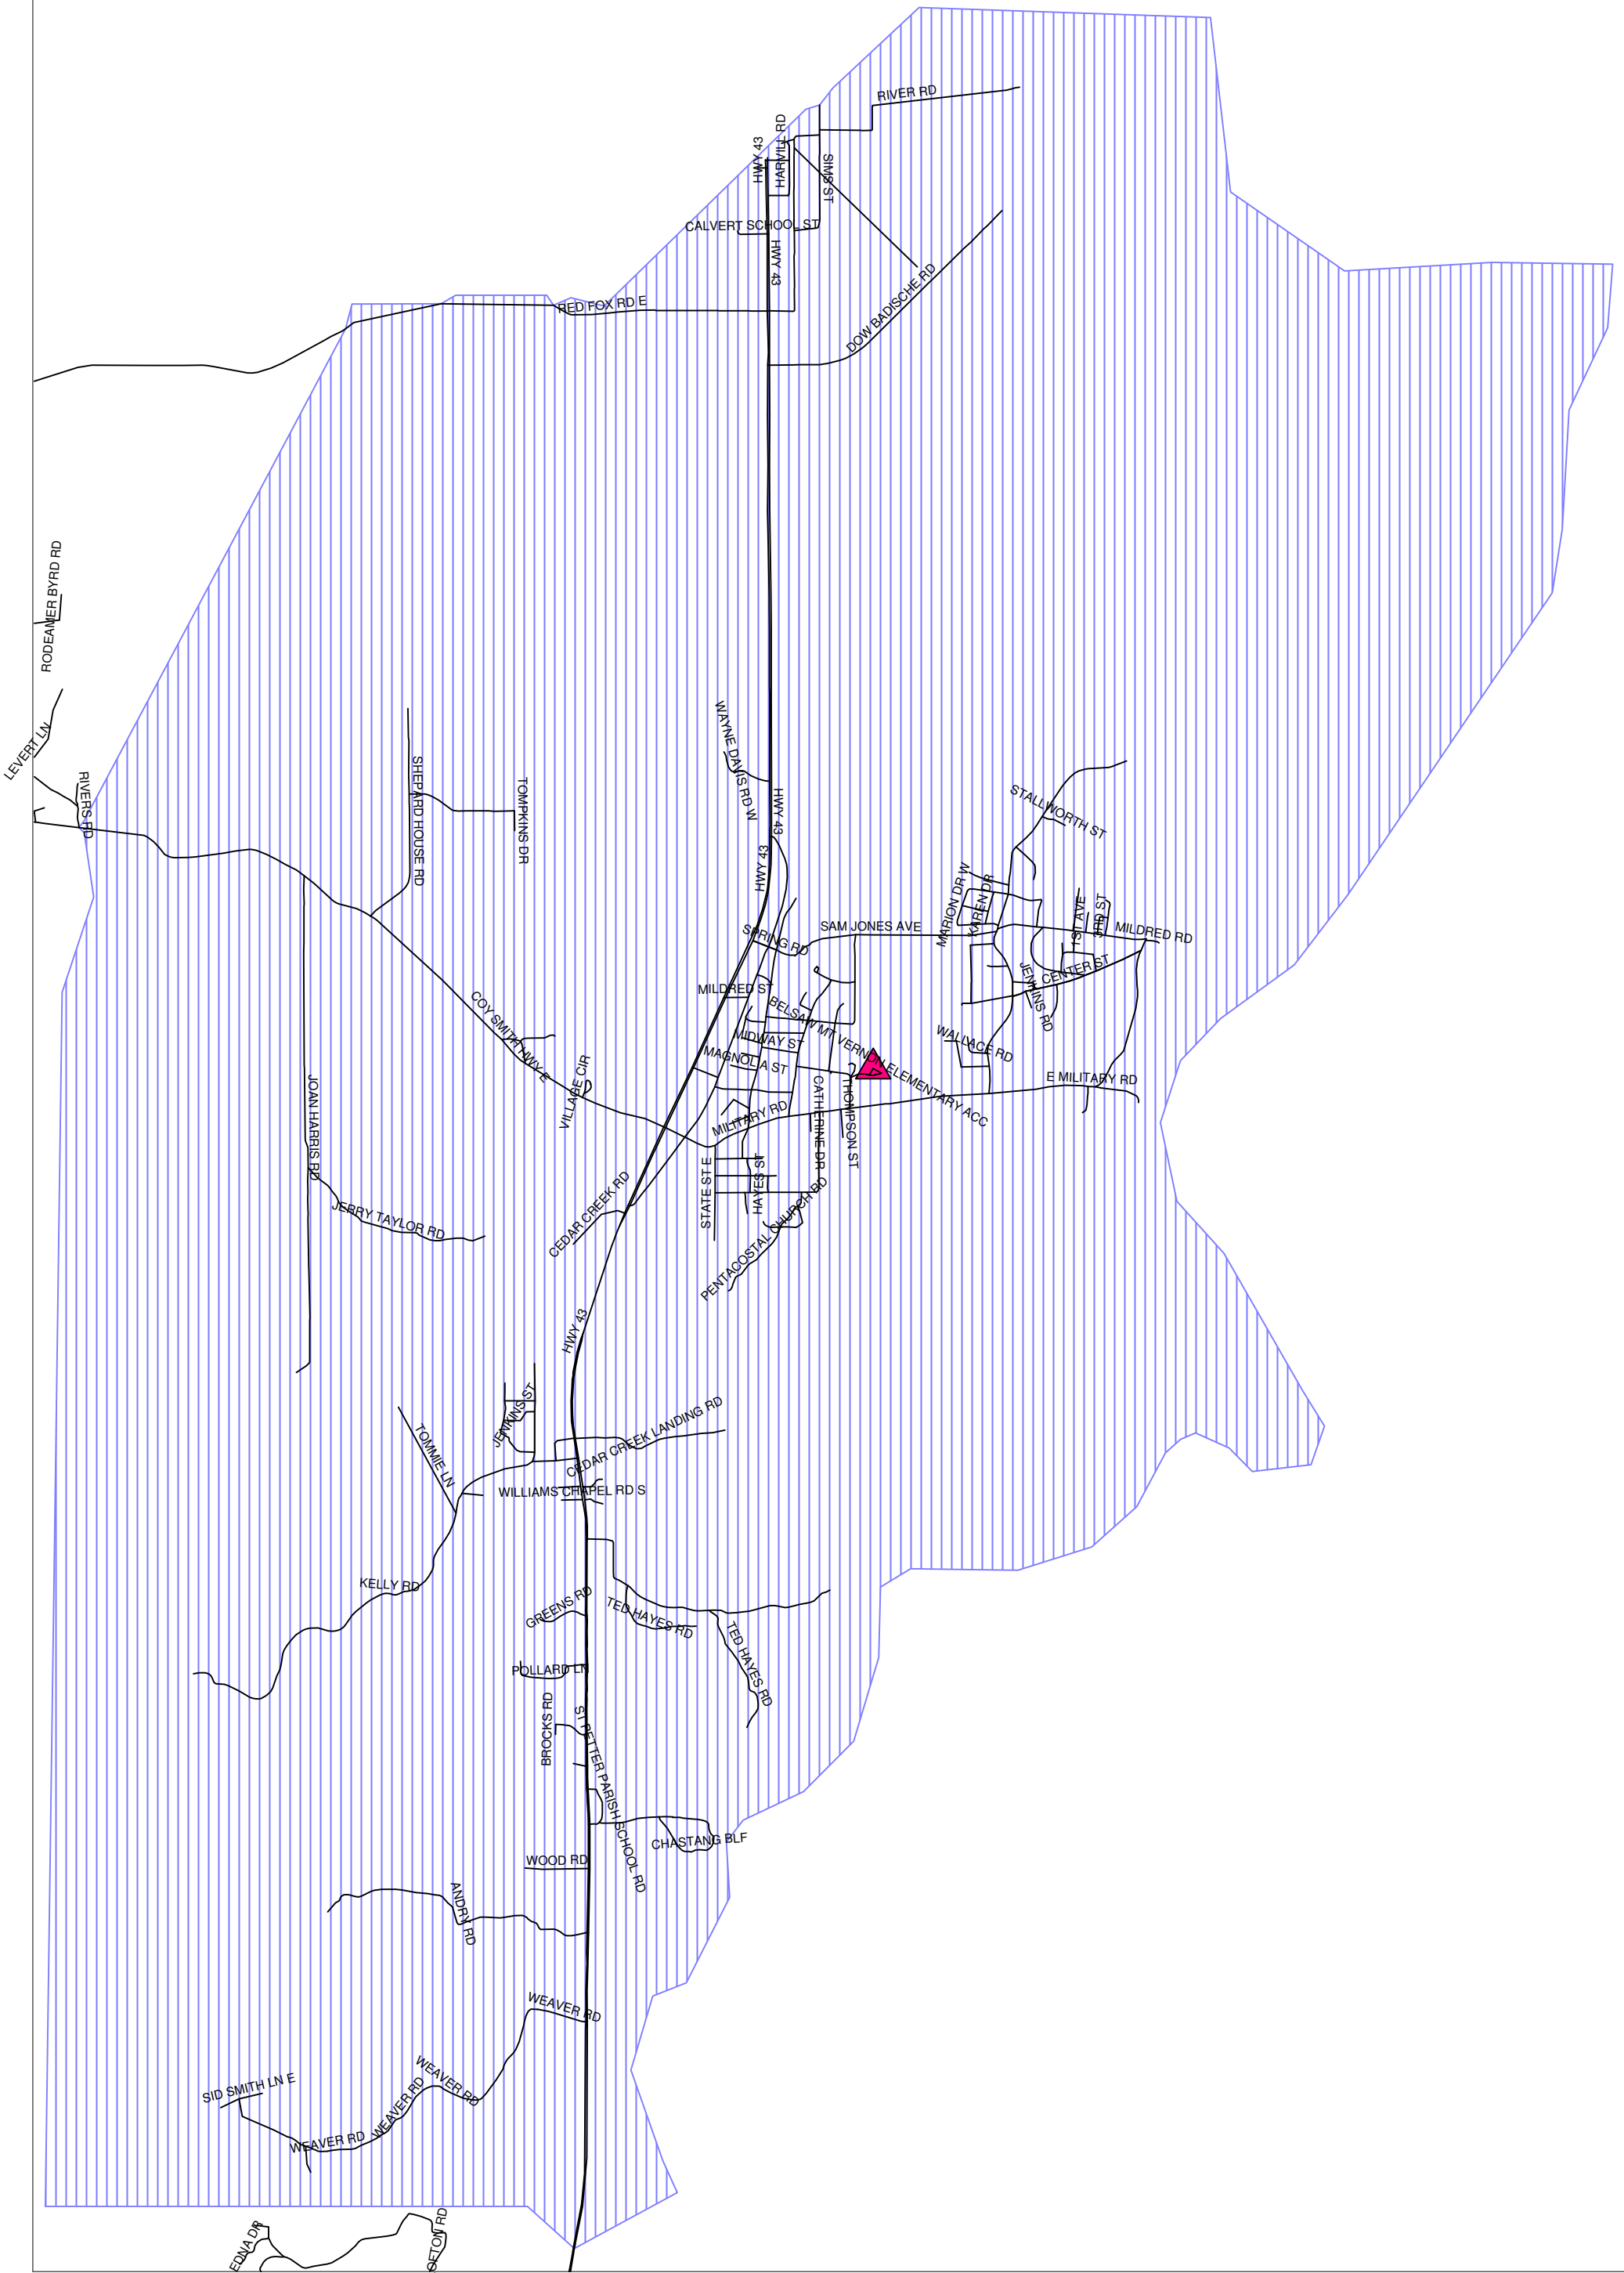 RIVER RD
HWY 43
HARVILT RD
SIMS ST
CALVERT SCHOOL ST
HWY 43
RED FOX RD E
DOW BADISCHE RD
RODEAMER BYRD RD
LEVERT LN
RIVERS RD
SHEPARD HOUSE RD
TOMPKINS DR
WAYNE DAVIS RD W
HWY 43
HWY 43
STALLWORTH ST
MARION DR W
KAREN DR
1ST AVE
3RD ST
MILDRED RD
SAM JONES AVE
SPRING RD
CENTER ST
JENKINS RD
MILDRED ST
BELSAW MT VERNON ELEMENTARY ACC
MIDWAY ST
MAGNOLIA ST
WALLACE RD
E MILITARY RD
COY SMITH HWY E
VILLAGE CIR
JOAN HARRIS RD
MILITARY RD
CATHERINE DR
THOMPSON ST
STATE ST E
HAYES ST
JERRY TAYLOR RD
CEDAR CREEK RD
PENTACOSTAL CHURCH RD
HWY 43
JENKINS ST
TOMMIE LN
CEDAR CREEK LANDING RD
WILLIAMS CHAPEL RD S
KELLY RD
GREENS RD
TED HAYES RD
TED HAYES RD
POLLARD LN
BROCKS RD
ST PETTER PARISH SCHOOL RD
CHASTANG BLF
WOOD RD
ANDRY RD
WEAVER RD
WEAVER RD
SID SMITH LN E
WEAVER RD
WEAVER RD
EDNA DR
OFTON RD